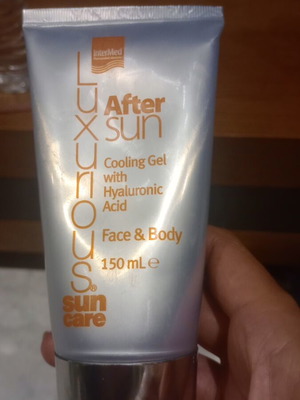 InterMed
Luxurious®
sun
care
After
sun
Cooling Gel
with
Hyaluronic
Acid
Face & Body
150 mL ℮